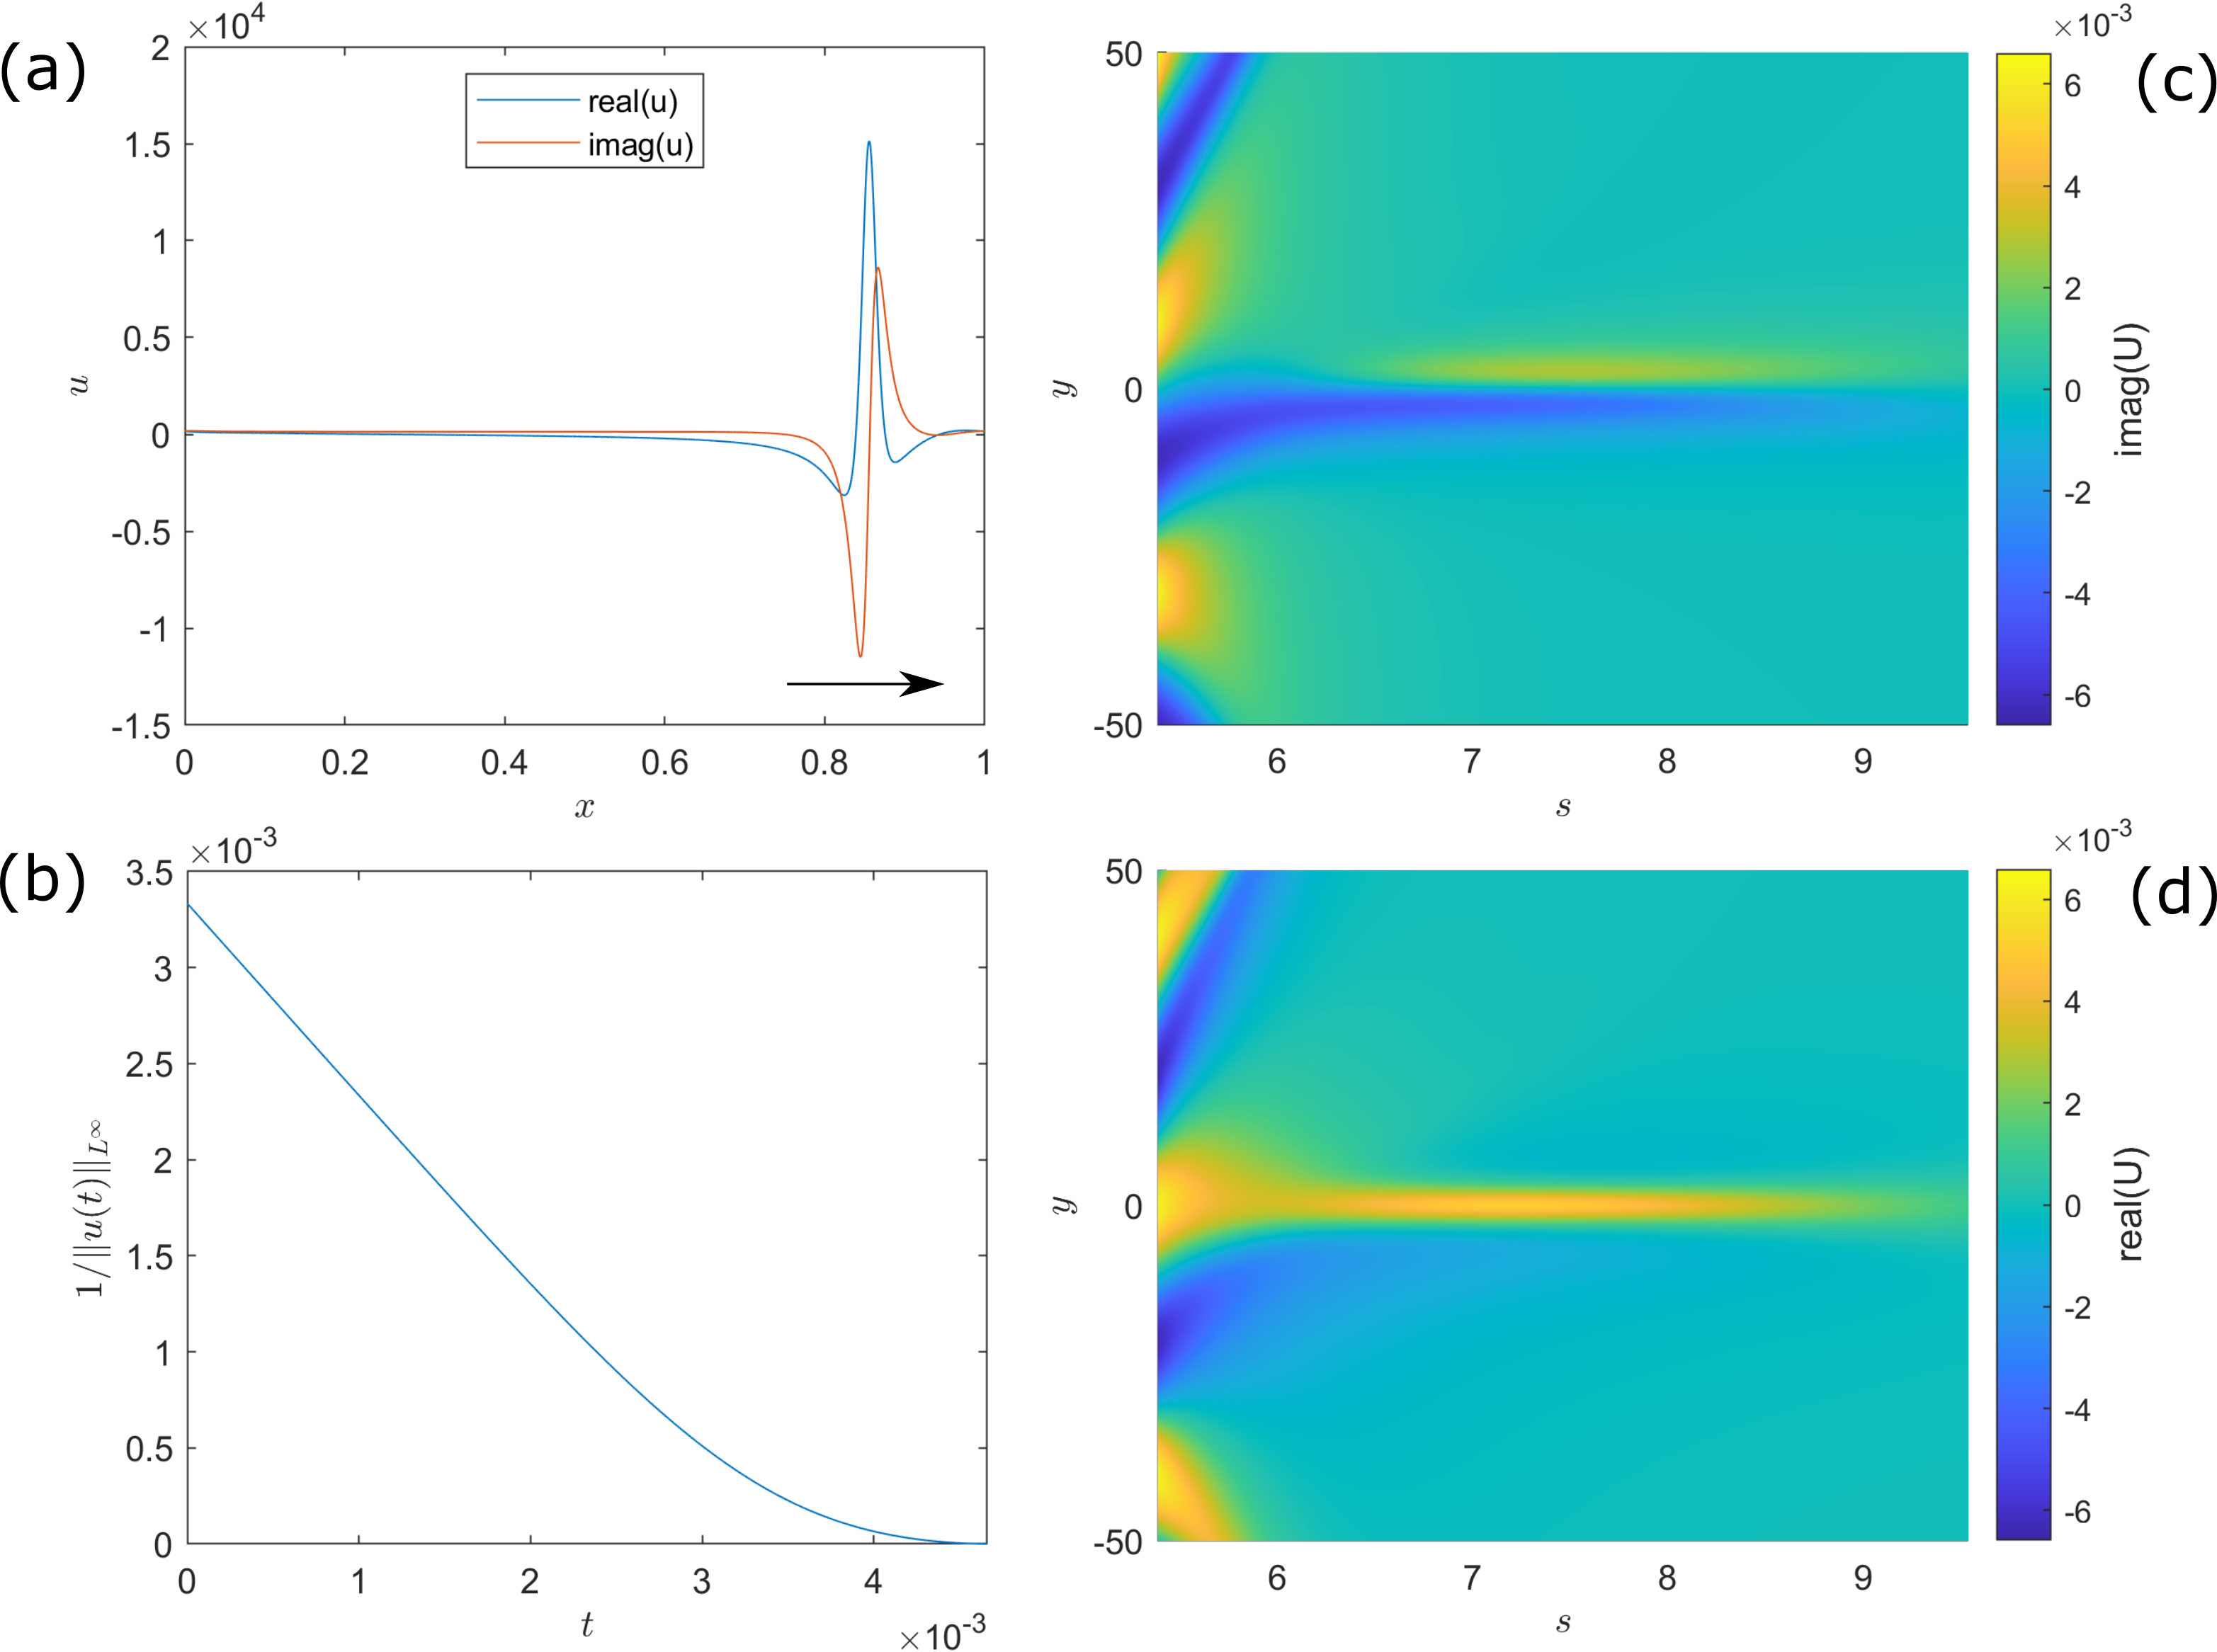 (a)
×10⁴
2
1.5
1
0.5
0
-0.5
-1
-1.5
u
real(u)
imag(u)
0 0.2 0.4 0.6 0.8 1
x
(c)
50
0
-50
y
6 7 8 9
s
×10⁻³
6
4
2
0
-2
-4
-6
imag(U)
(b)
×10⁻³
3.5
3
2.5
2
1.5
1
0.5
0
1/||u(t)||_{L^∞}
0 1 2 3 4
t
×10⁻³
(d)
50
0
-50
y
6 7 8 9
s
×10⁻³
6
4
2
0
-2
-4
-6
real(U)